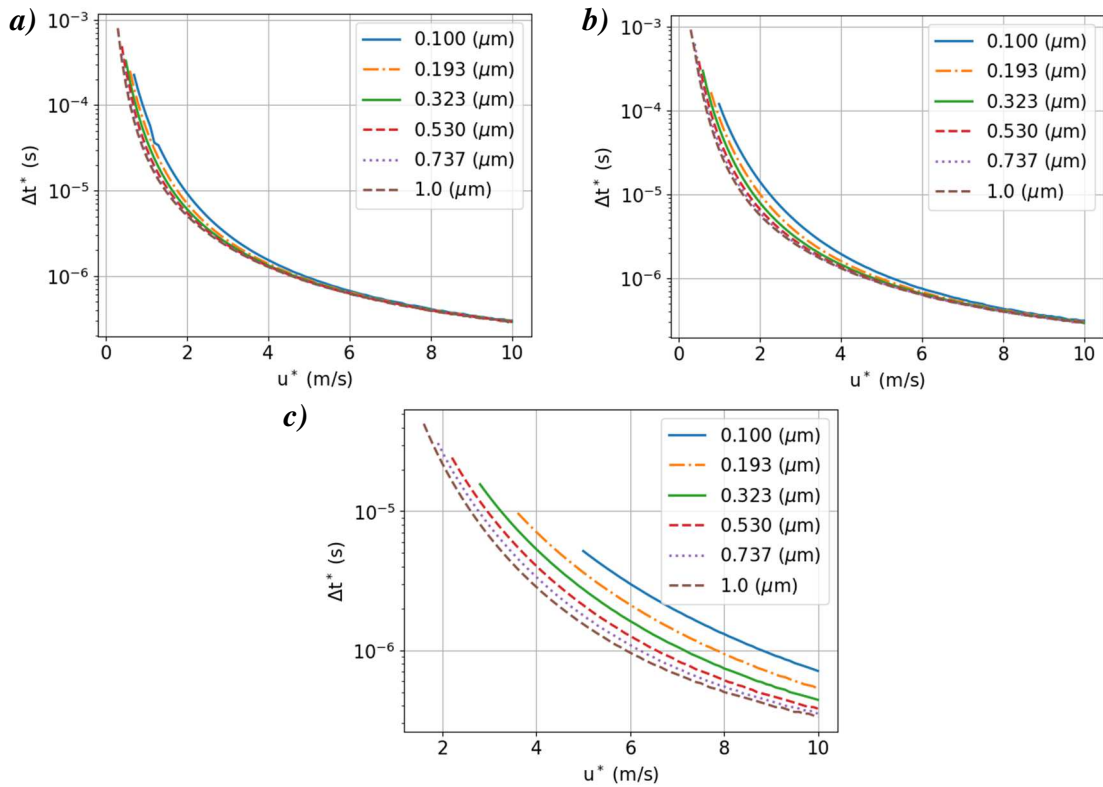 a)
10⁻³
10⁻⁴
10⁻⁵
10⁻⁶
Δt* (s)
0 2 4 6 8 10
u* (m/s)
0.100 (μm)
0.193 (μm)
0.323 (μm)
0.530 (μm)
0.737 (μm)
1.0 (μm)
b)
10⁻³
10⁻⁴
10⁻⁵
10⁻⁶
Δt* (s)
0 2 4 6 8 10
u* (m/s)
0.100 (μm)
0.193 (μm)
0.323 (μm)
0.530 (μm)
0.737 (μm)
1.0 (μm)
c)
10⁻⁵
10⁻⁶
Δt* (s)
2 4 6 8 10
u* (m/s)
0.100 (μm)
0.193 (μm)
0.323 (μm)
0.530 (μm)
0.737 (μm)
1.0 (μm)